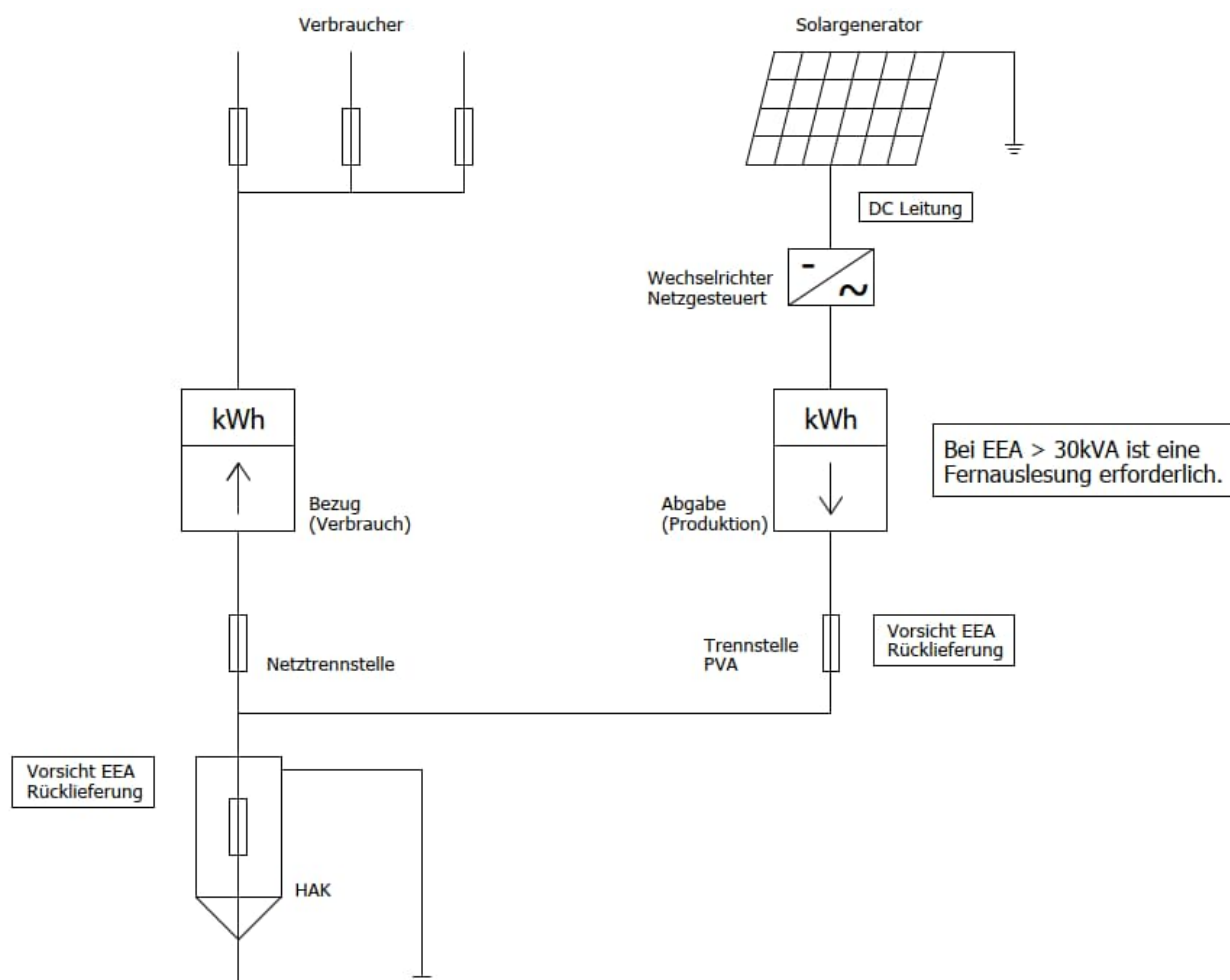 Verbraucher
Solargenerator
DC Leitung
Wechselrichter
Netzgesteuert
-
~
kWh
kWh
Bei EEA > 30kVA ist eine
Fernauslesung erforderlich.
Bezug
(Verbrauch)
Abgabe
(Produktion)
Netztrennstelle
Trennstelle
PVA
Vorsicht EEA
Rücklieferung
Vorsicht EEA
Rücklieferung
HAK